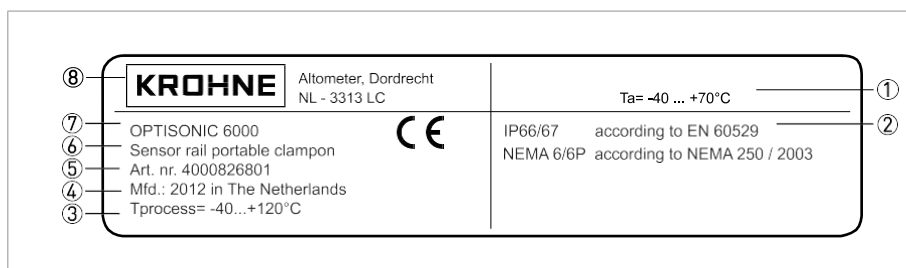 ⑧ KROHNE Altometer, Dordrecht
NL - 3313 LC
Ta= -40 ... +70°C ①
⑦ OPTISONIC 6000 CE
⑥ Sensor rail portable clampon
⑤ Art. nr. 4000826801
④ Mfd.: 2012 in The Netherlands
③ Tprocess= -40...+120°C
IP66/67 according to EN 60529 ②
NEMA 6/6P according to NEMA 250 / 2003